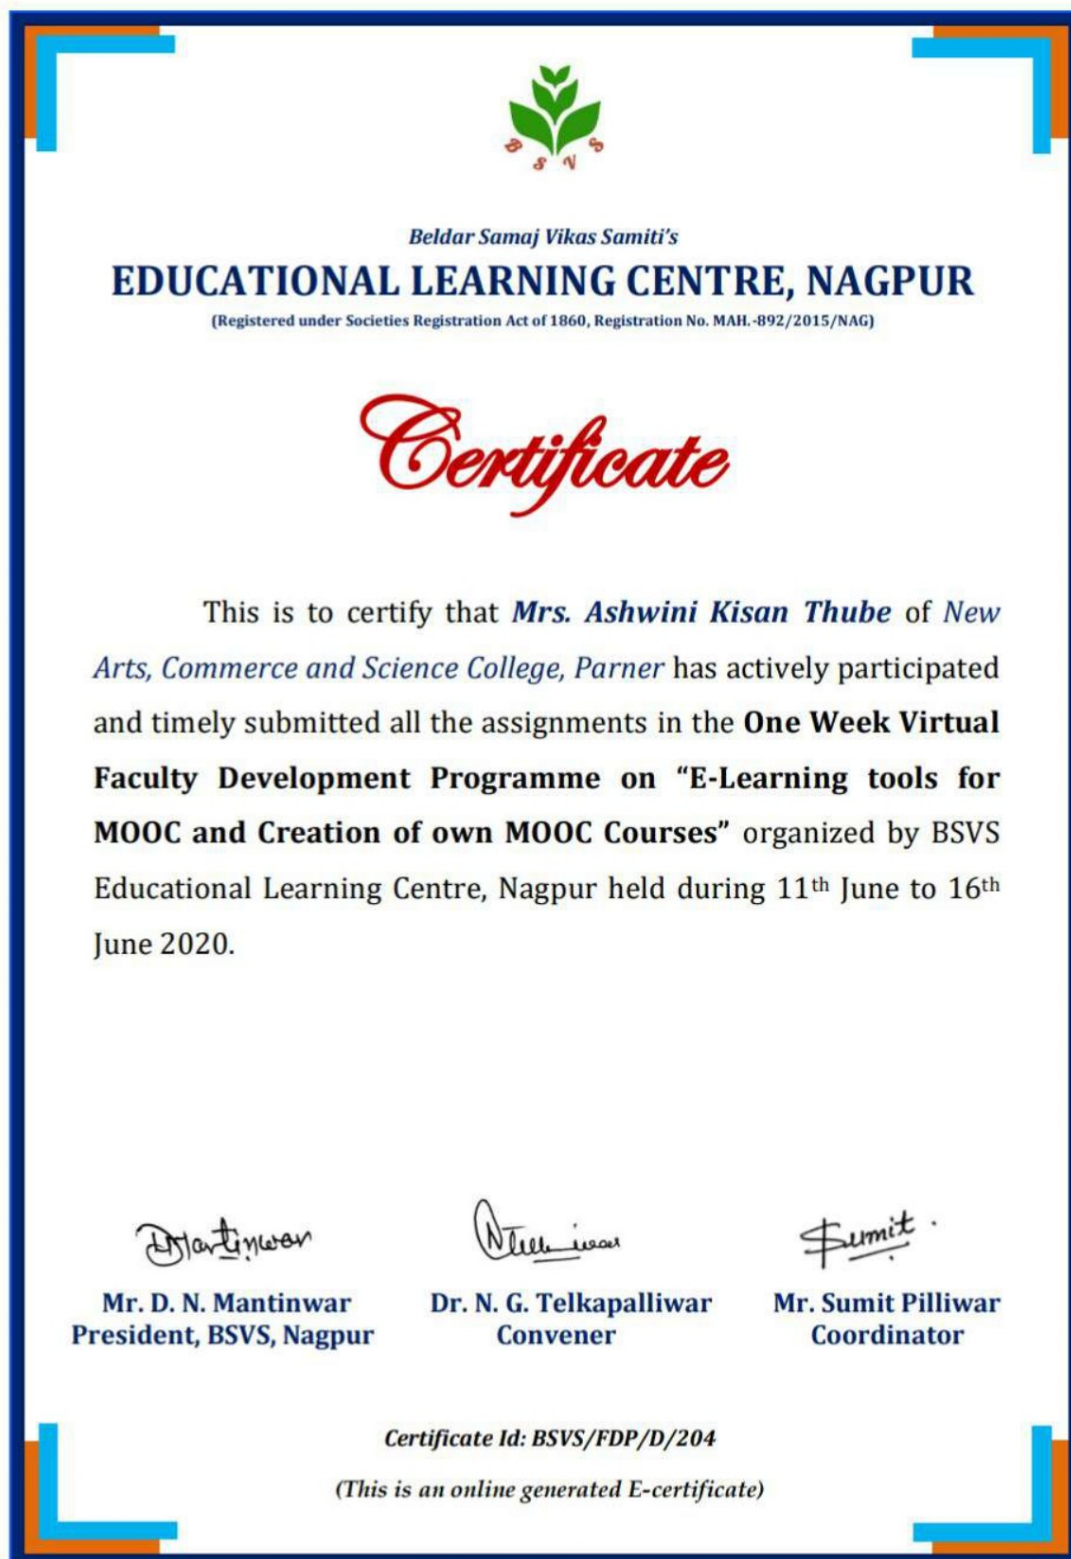 B S V S
Beldar Samaj Vikas Samiti's
EDUCATIONAL LEARNING CENTRE, NAGPUR
(Registered under Societies Registration Act of 1860, Registration No. MAH.-892/2015/NAG)
Certificate
This is to certify that Mrs. Ashwini Kisan Thube of New
Arts, Commerce and Science College, Parner has actively participated
and timely submitted all the assignments in the One Week Virtual
Faculty Development Programme on “E-Learning tools for
MOOC and Creation of own MOOC Courses” organized by BSVS
Educational Learning Centre, Nagpur held during 11th June to 16th
June 2020.
Sumit.
Mr. D. N. Mantinwar
President, BSVS, Nagpur
Dr. N. G. Telkapalliwar
Convener
Mr. Sumit Pilliwar
Coordinator
Certificate Id: BSVS/FDP/D/204
(This is an online generated E-certificate)